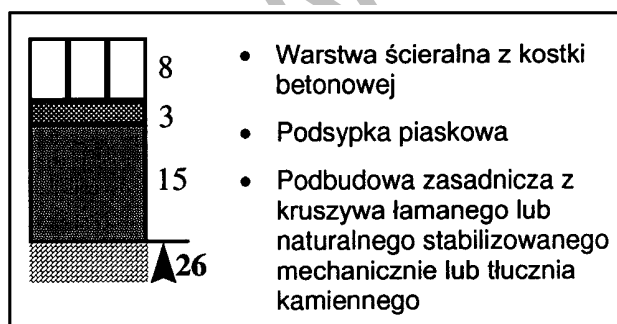 8
3
15
26
• Warstwa ścieralna z kostki
betonowej
• Podsypka piaskowa
• Podbudowa zasadnicza z
kruszywa łamanego lub
naturalnego stabilizowanego
mechanicznie lub tłucznia
kamiennego